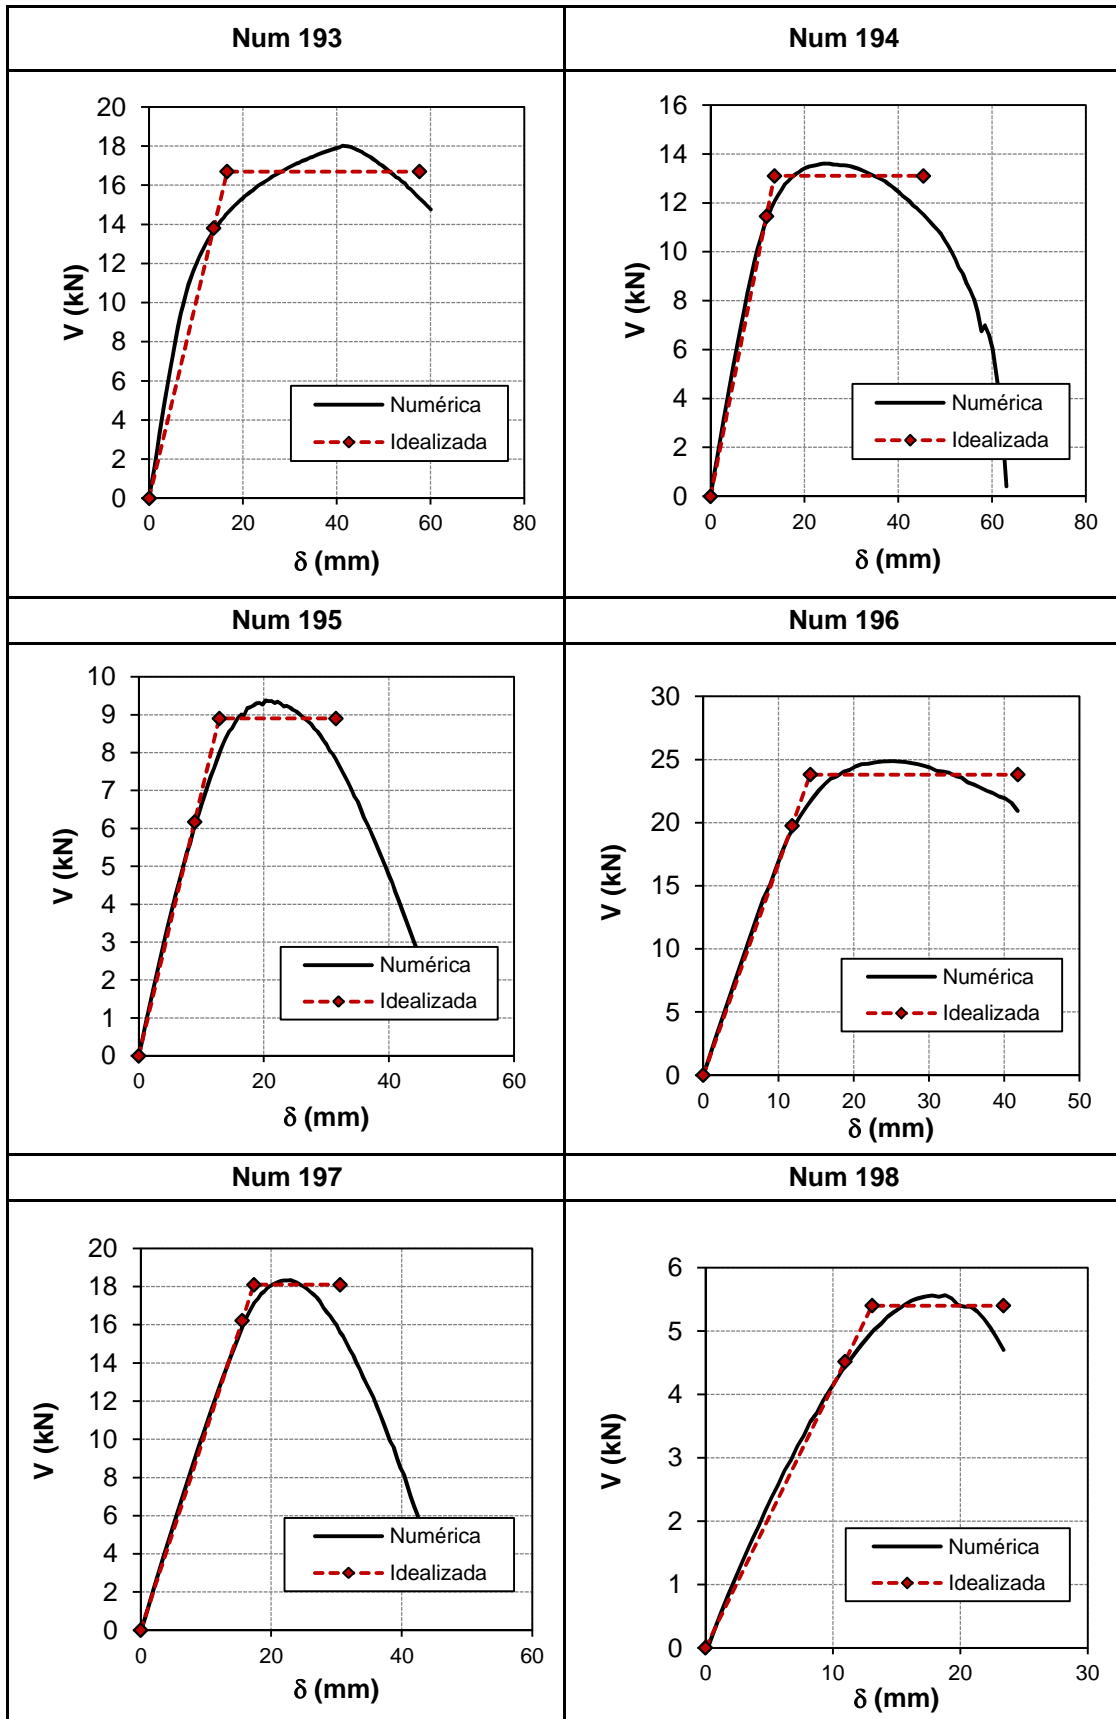 Num 193
Num 194
20
18
16
14
12
10
8
6
4
2
0
0 20 40 60 80
V (kN)
δ (mm)
Numérica
Idealizada
16
14
12
10
8
6
4
2
0
0 20 40 60 80
V (kN)
δ (mm)
Numérica
Idealizada
Num 195
Num 196
10
9
8
7
6
5
4
3
2
1
0
0 20 40 60
V (kN)
δ (mm)
Numérica
Idealizada
30
25
20
15
10
5
0
0 10 20 30 40 50
V (kN)
δ (mm)
Numérica
Idealizada
Num 197
Num 198
20
18
16
14
12
10
8
6
4
2
0
0 20 40 60
V (kN)
δ (mm)
Numérica
Idealizada
6
5
4
3
2
1
0
0 10 20 30
V (kN)
δ (mm)
Numérica
Idealizada